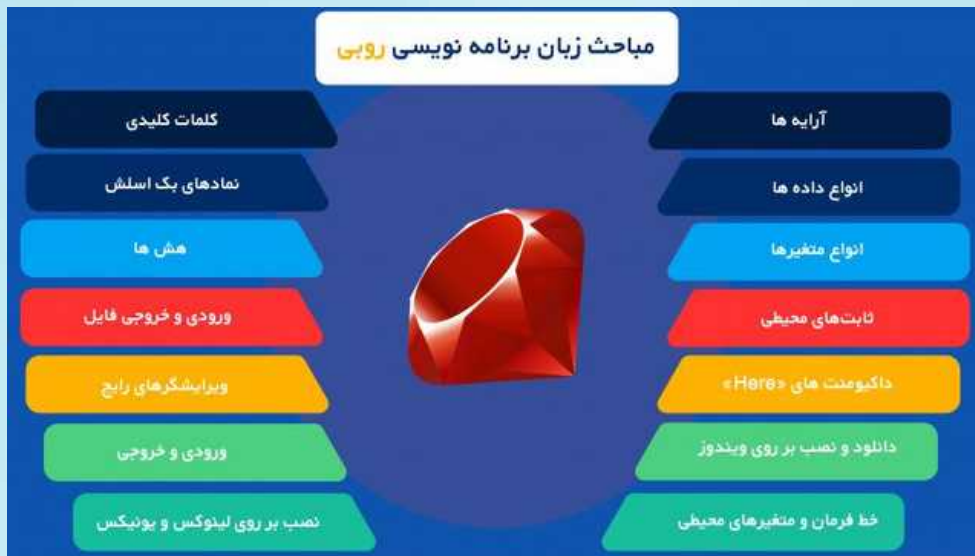 مباحث زبان برنامه نویسی روبی
آرایه ها
کلمات کلیدی
انواع داده ها
نمادهای بک اسلش
انواع متغیرها
هش ها
ثابت‌های محیطی
ورودی و خروجی فایل
داکیومنت های «Here»
ویرایشگرهای رایج
دانلود و نصب بر روی ویندوز
ورودی و خروجی
خط فرمان و متغیرهای محیطی
نصب بر روی لینوکس و یونیکس